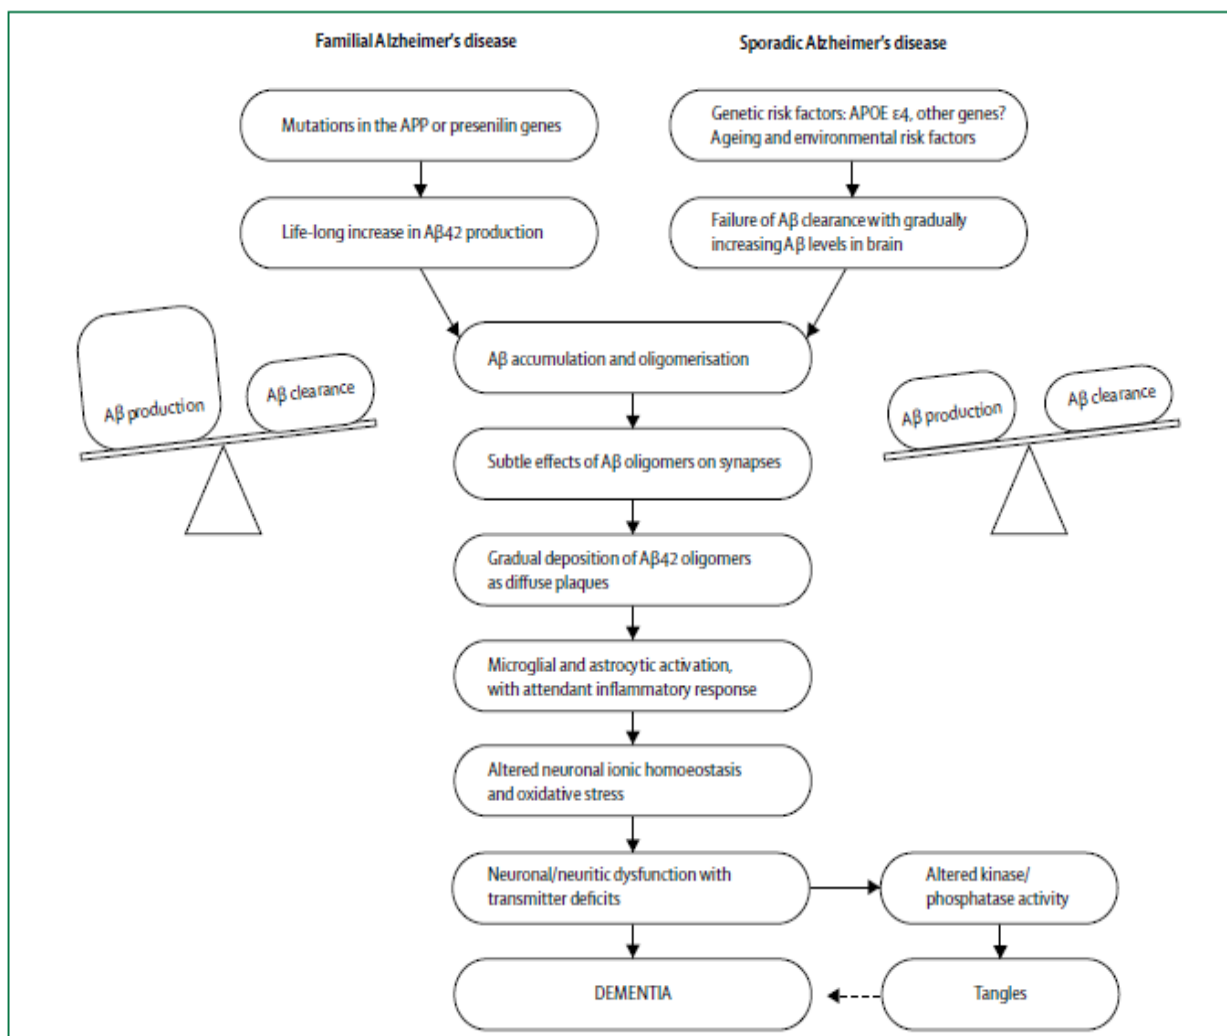 Familial Alzheimer's disease
Sporadic Alzheimer's disease
Mutations in the APP or presenilin genes
Genetic risk factors: APOE ε4, other genes?
Ageing and environmental risk factors
Life-long increase in Aβ42 production
Failure of Aβ clearance with gradually
increasing Aβ levels in brain
Aβ accumulation and oligomerisation
Aβ production
Aβ clearance
Aβ production
Aβ clearance
Subtle effects of Aβ oligomers on synapses
Gradual deposition of Aβ42 oligomers
as diffuse plaques
Microglial and astrocytic activation,
with attendant inflammatory response
Altered neuronal ionic homoeostasis
and oxidative stress
Neuronal/neuritic dysfunction with
transmitter deficits
Altered kinase/
phosphatase activity
DEMENTIA
Tangles